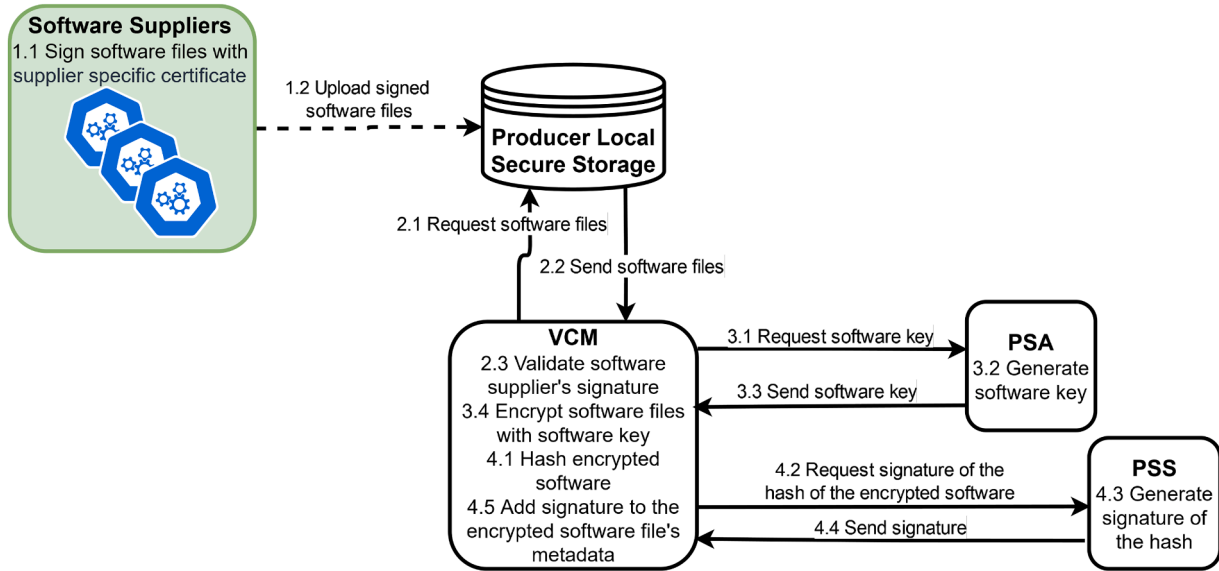 Software Suppliers
1.1 Sign software files with
supplier specific certificate
1.2 Upload signed
software files
Producer Local
Secure Storage
2.1 Request software files
2.2 Send software files
VCM
2.3 Validate software
supplier's signature
3.4 Encrypt software files
with software key
4.1 Hash encrypted
software
4.5 Add signature to the
encrypted software file's
metadata
3.1 Request software key
PSA
3.2 Generate
software key
3.3 Send software key
4.2 Request signature of the
hash of the encrypted software
PSS
4.3 Generate
signature of
the hash
4.4 Send signature